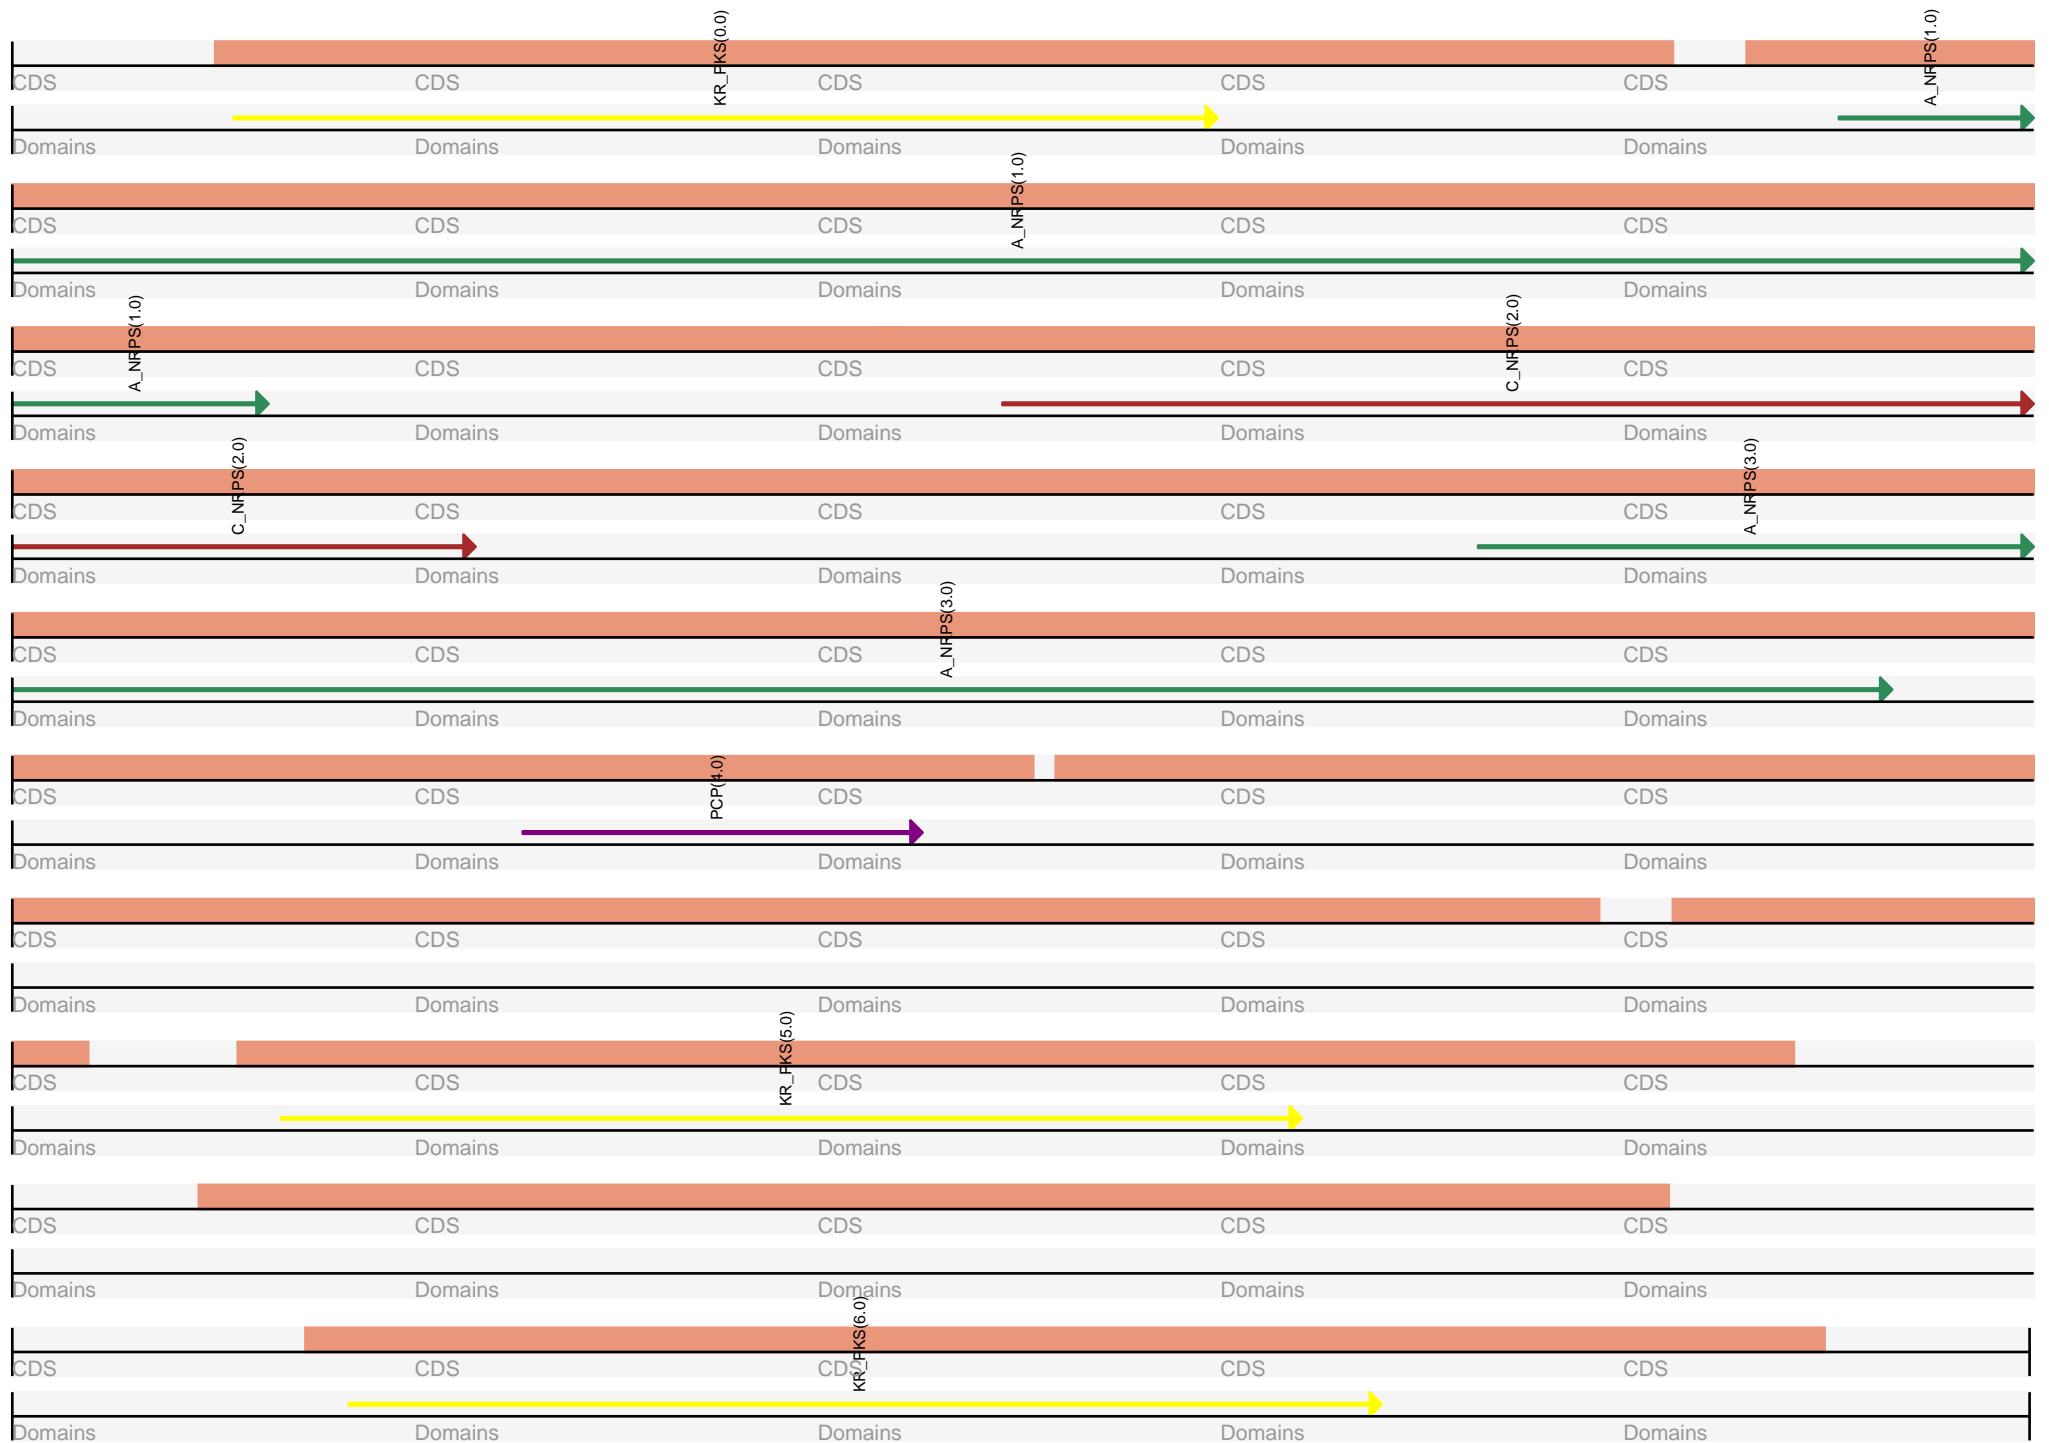 KR_PKS(0.0) A_NRPS(1.0)
CDS CDS CDS CDS CDS
Domains Domains Domains Domains Domains
A_NRPS(1.0)
CDS CDS CDS CDS CDS
Domains Domains Domains Domains Domains
A_NRPS(1.0) C_NRPS(2.0)
CDS CDS CDS CDS CDS
Domains Domains Domains Domains Domains
C_NRPS(2.0) A_NRPS(3.0)
CDS CDS CDS CDS CDS
Domains Domains Domains Domains Domains
A_NRPS(3.0)
CDS CDS CDS CDS CDS
Domains Domains Domains Domains Domains
PCP(4.0)
CDS CDS CDS CDS CDS
Domains Domains Domains Domains Domains
CDS CDS CDS CDS CDS
Domains Domains Domains Domains Domains
KR_PKS(5.0)
CDS CDS CDS CDS CDS
Domains Domains Domains Domains Domains
CDS CDS CDS CDS CDS
Domains Domains Domains Domains Domains
KR_PKS(6.0)
CDS CDS CDS CDS CDS
Domains Domains Domains Domains Domains